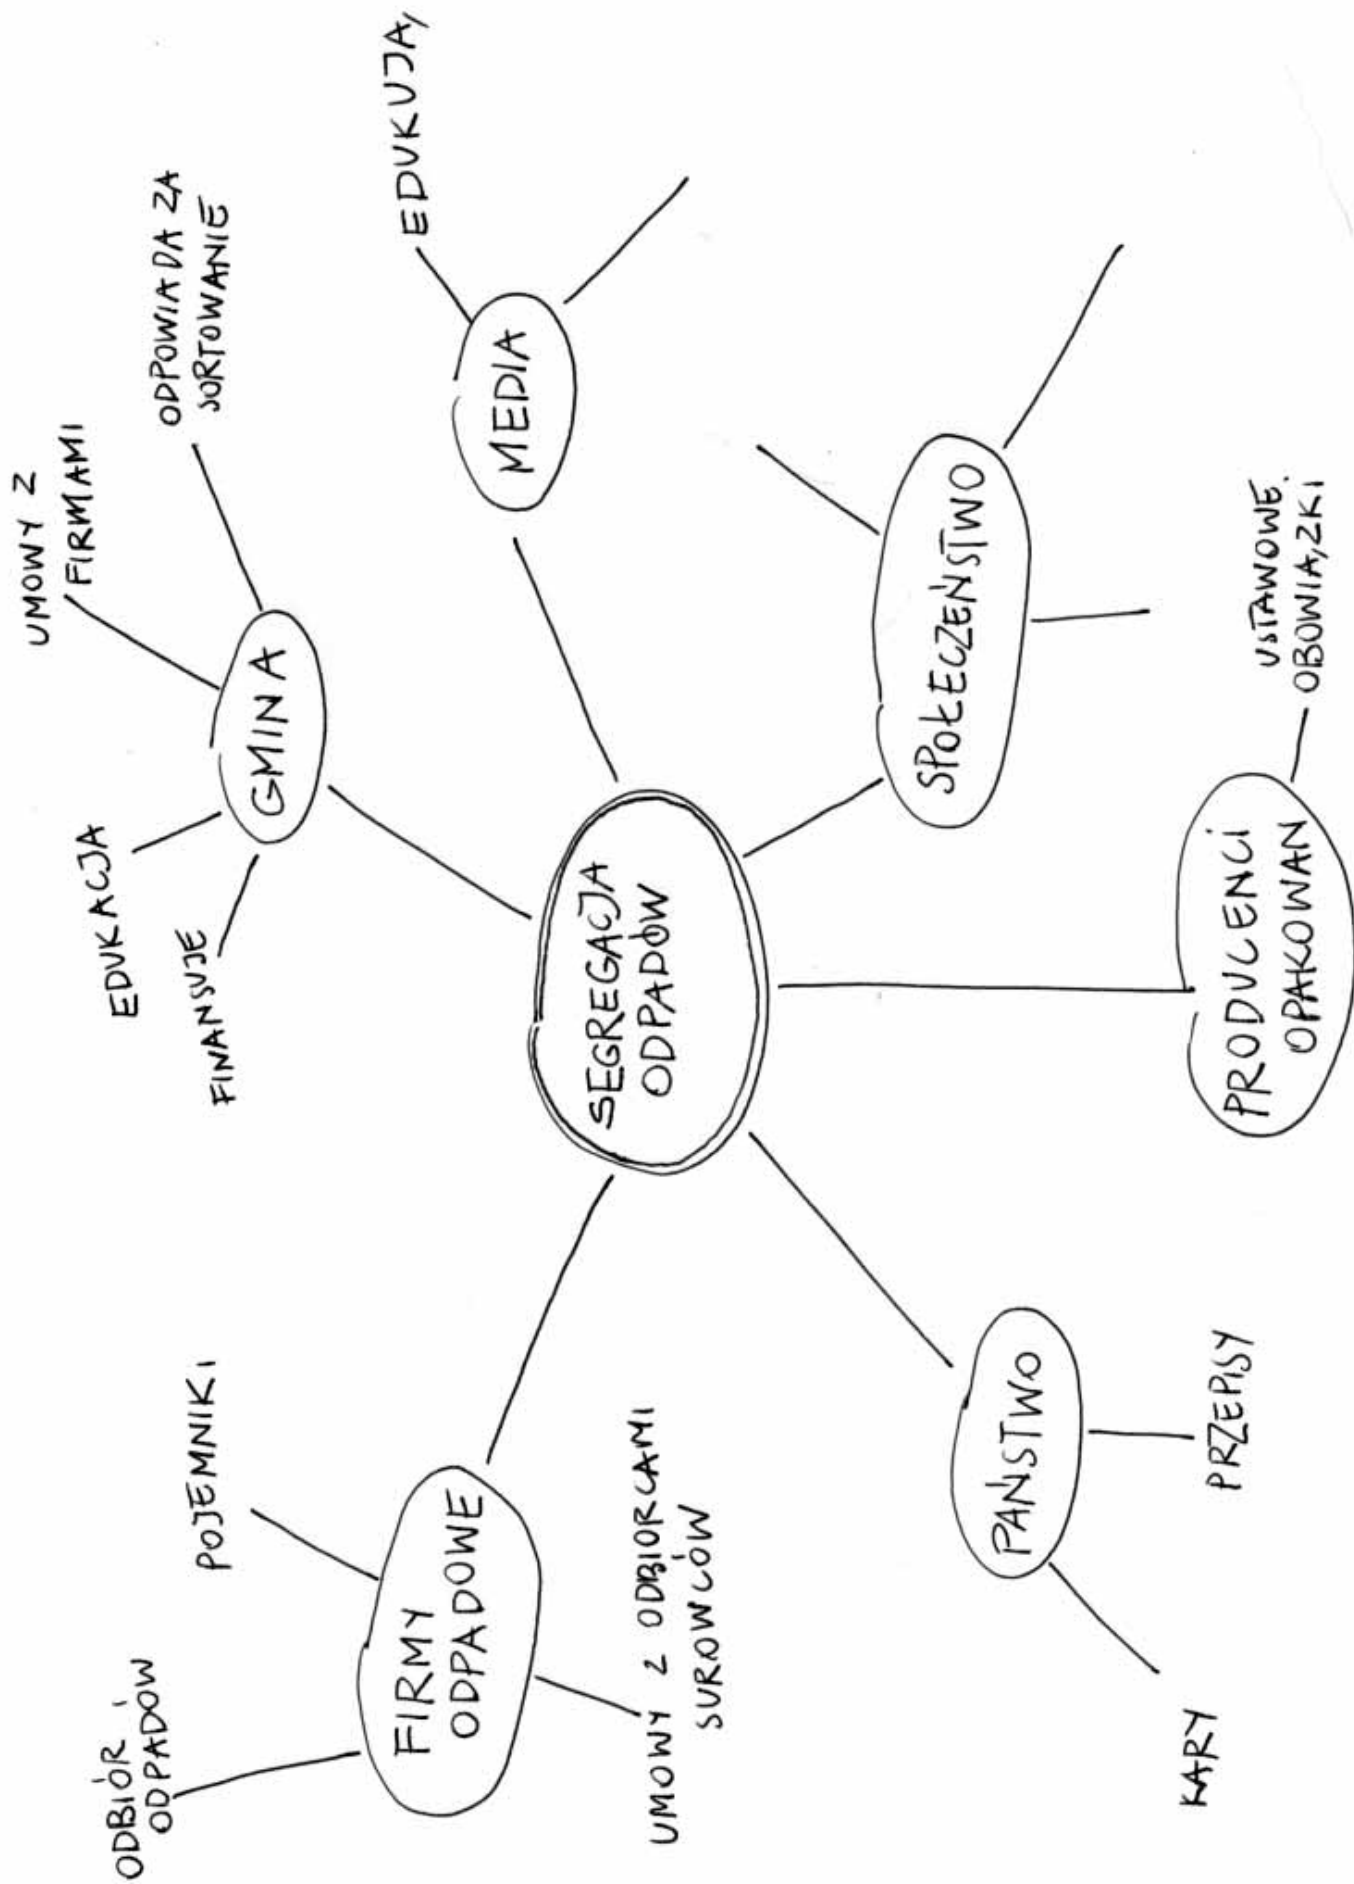 ODBIÓR
ODPADÓW
POJEMNIKI
FIRMY
ODPADOWE
UMOWY Z ODBIORCAMI
SUROWCÓW
EDUKACJA
FINANSUJE
UMOWY Z
FIRMAMI
ODPOWIADA ZA
SORTOWANIE
GMINA
EDUKUJĄ
MEDIA
SEGREGACJA
ODPADÓW
SPOŁECZEŃSTWO
PAŃSTWO
KARY
PRZEPISY
PRODUCENCI
OPAKOWAN
USTAWOWE
OBOWIĄZKI